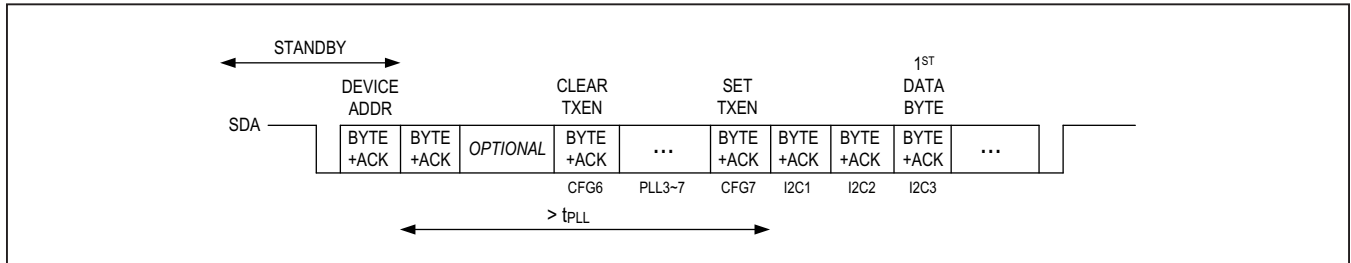 STANDBY
DEVICE
ADDR
CLEAR
TXEN
SET
TXEN
1ST
DATA
BYTE
SDA
BYTE
+ACK
BYTE
+ACK
OPTIONAL
BYTE
+ACK
...
BYTE
+ACK
BYTE
+ACK
BYTE
+ACK
BYTE
+ACK
...
CFG6
PLL3~7
CFG7
I2C1
I2C2
I2C3
> tPLL